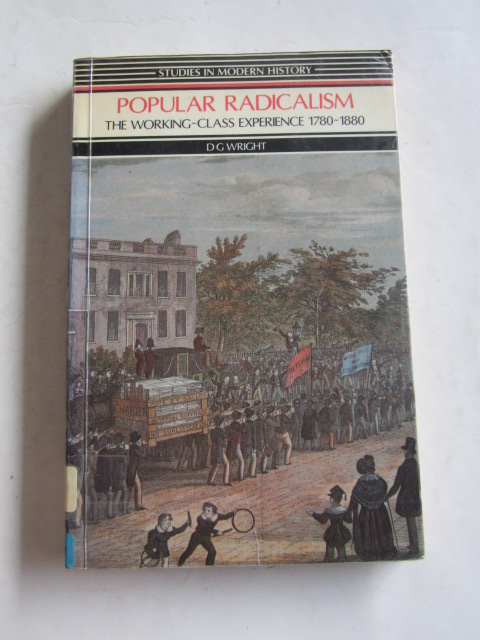 STUDIES IN MODERN HISTORY
POPULAR RADICALISM
THE WORKING-CLASS EXPERIENCE 1780-1880
D G WRIGHT